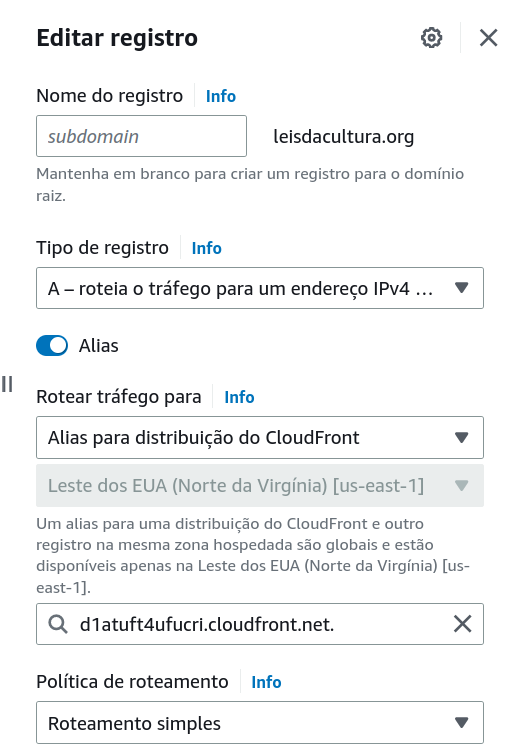 Editar registro
Nome do registro Info
subdomain leisdacultura.org
Mantenha em branco para criar um registro para o domínio
raiz.
Tipo de registro Info
A – roteia o tráfego para um endereço IPv4 ...
Alias
Rotear tráfego para Info
Alias para distribuição do CloudFront
Leste dos EUA (Norte da Virgínia) [us-east-1]
Um alias para uma distribuição do CloudFront e outro
registro na mesma zona hospedada são globais e estão
disponíveis apenas na Leste dos EUA (Norte da Virgínia) [us-
east-1].
d1atuft4ufucri.cloudfront.net.
Política de roteamento Info
Roteamento simples